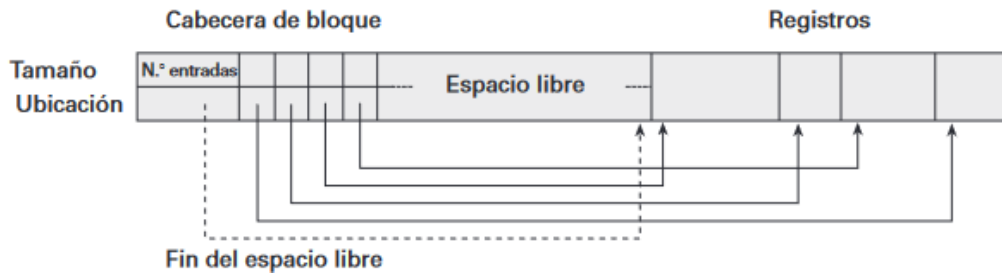 Cabecera de bloque
Registros
Tamaño
N.° entradas
Espacio libre
Ubicación
Fin del espacio libre